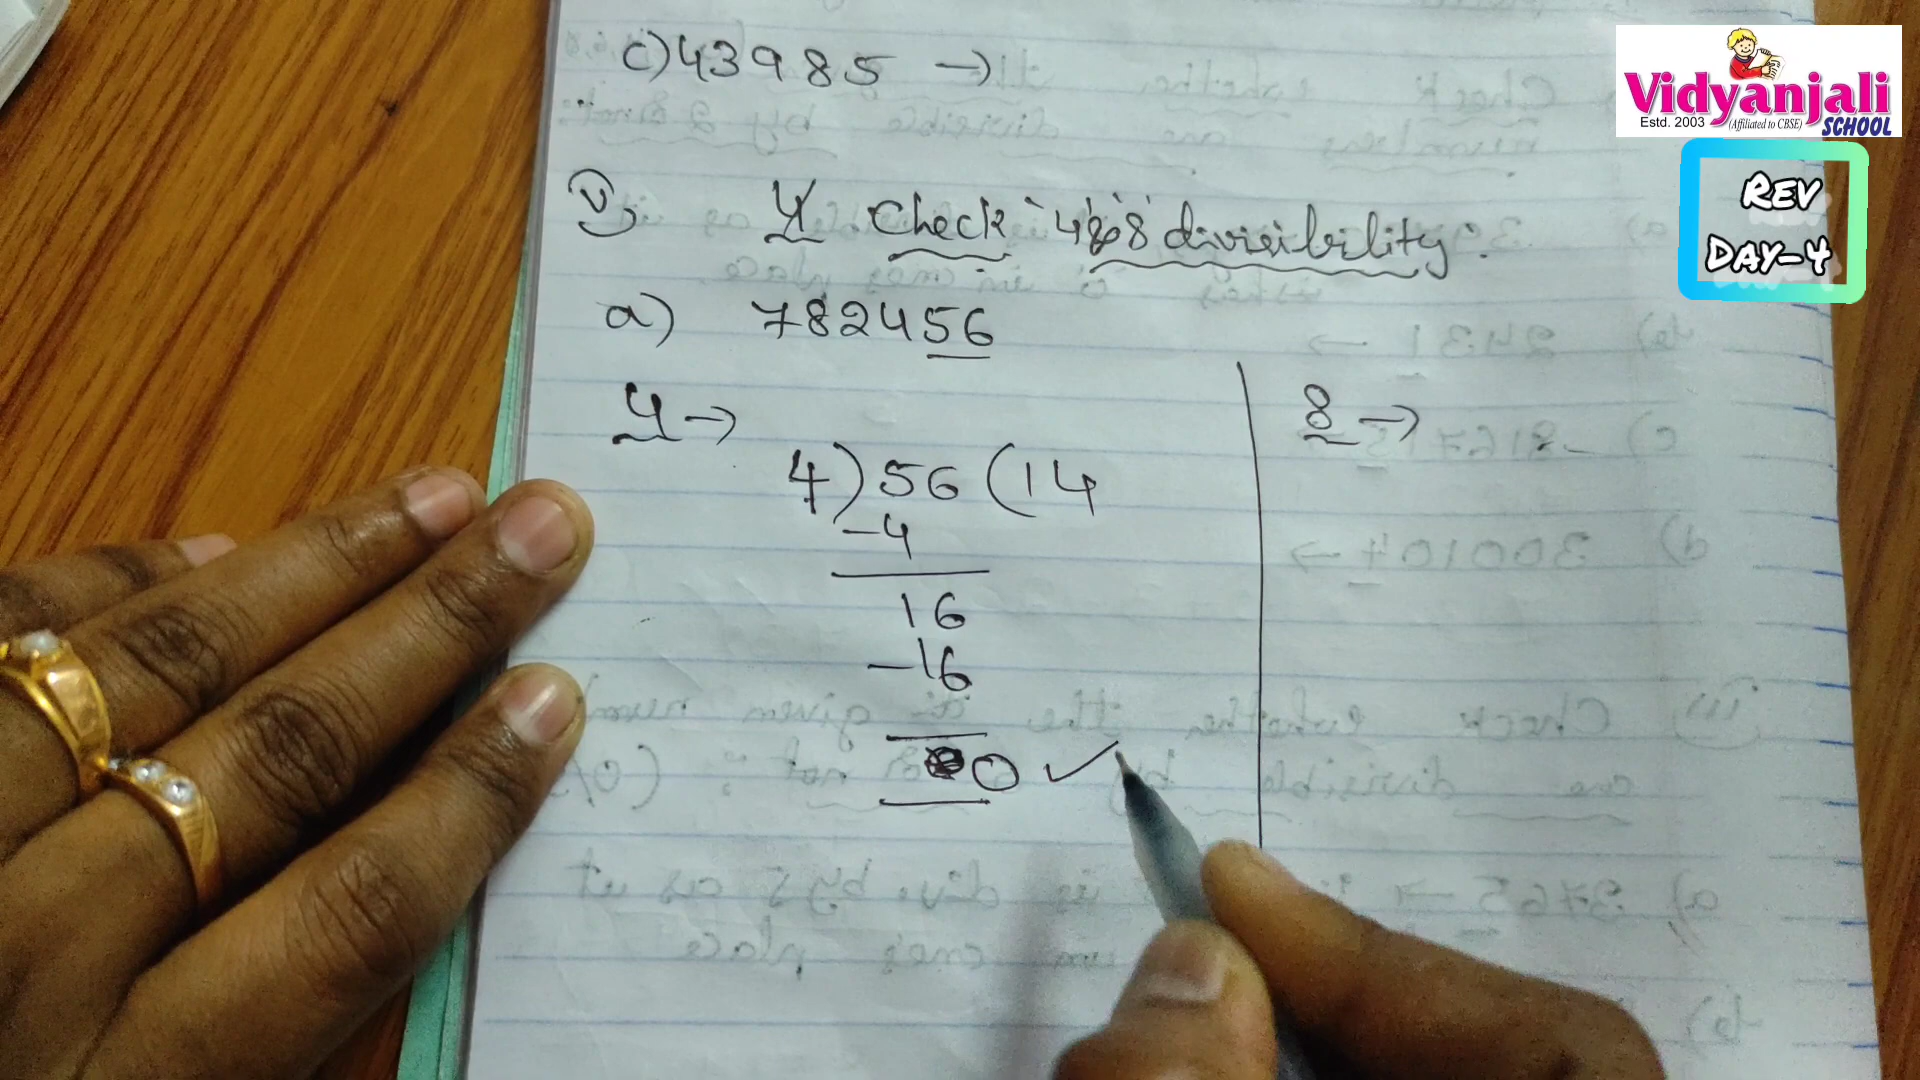 c) 43985 →
v) 4 Check '4&8' divisibility:
a) 782456
4 →
4 ) 56 ( 14
-4
16
-16
0 ✓
8 →
Vidyanjali
Estd. 2003 (Affiliated to CBSE) SCHOOL
REV
DAY-4